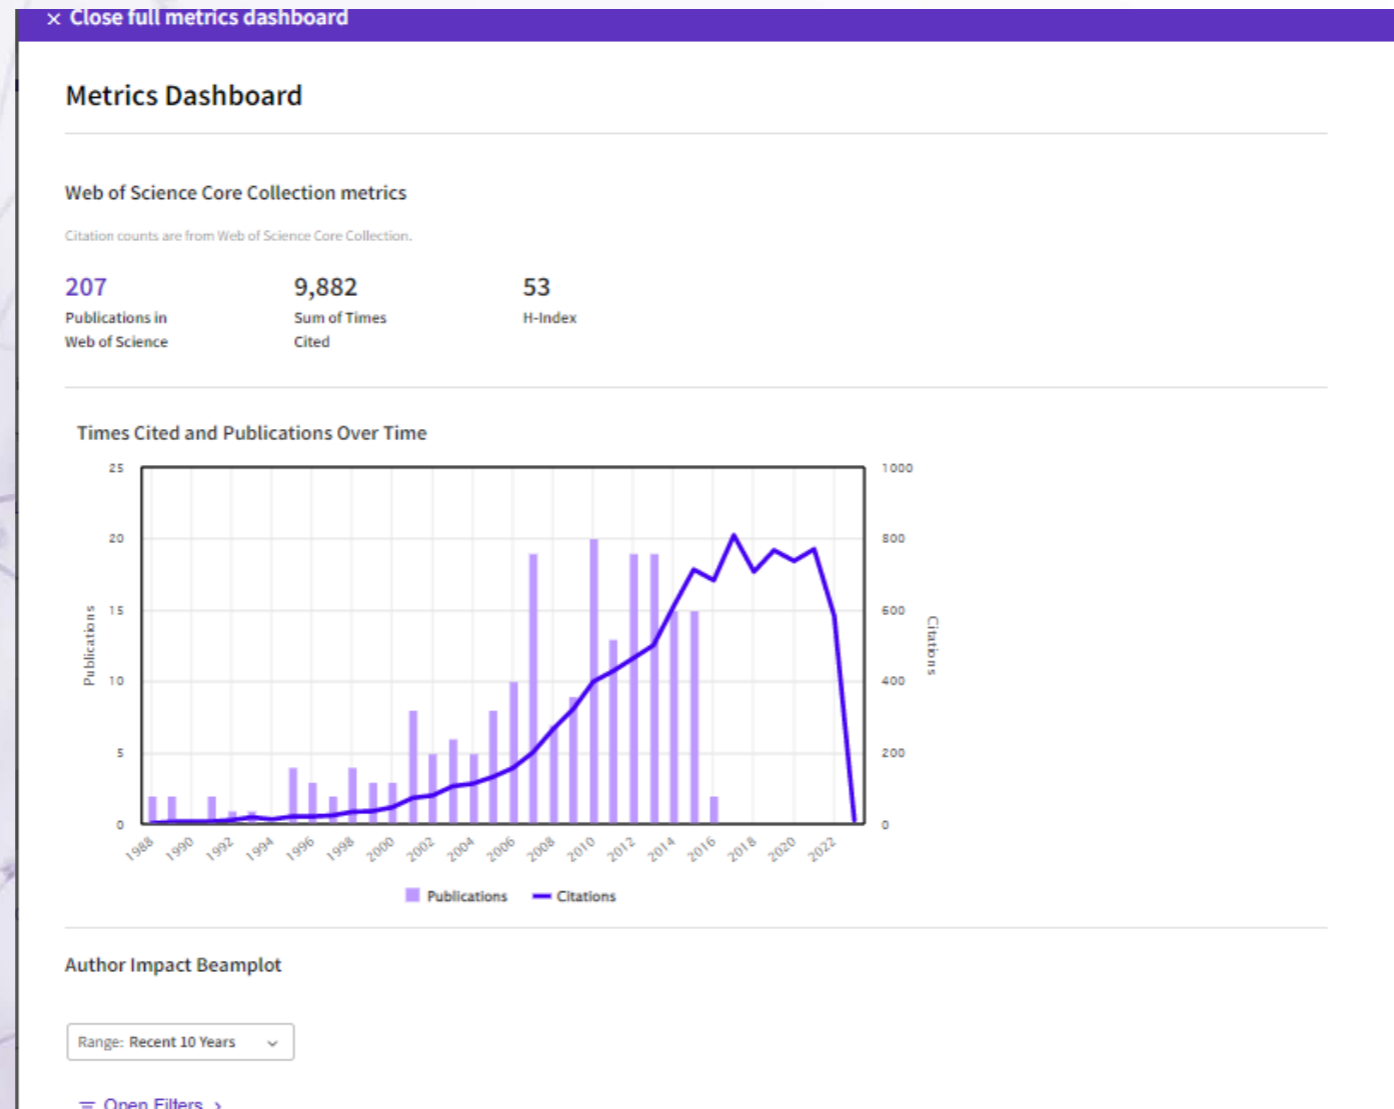 × Close full metrics dashboard
Metrics Dashboard
Web of Science Core Collection metrics
Citation counts are from Web of Science Core Collection.
207
Publications in
Web of Science
9,882
Sum of Times
Cited
53
H-Index
Times Cited and Publications Over Time
25
20
15
10
5
0
Publications
1000
800
600
400
200
0
Citations
1988
1990
1992
1994
1996
1998
2000
2002
2004
2006
2008
2010
2012
2014
2016
2018
2020
2022
Publications
Citations
Author Impact Beamplot
Range: Recent 10 Years
Open Filters